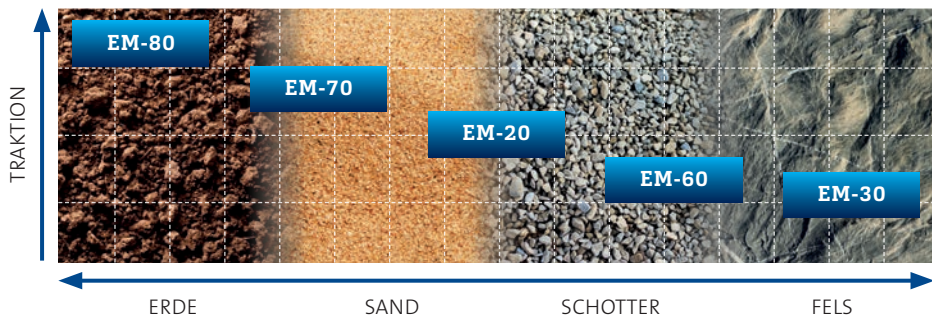 TRAKTION
EM-80
EM-70
EM-20
EM-60
EM-30
ERDE
SAND
SCHOTTER
FELS